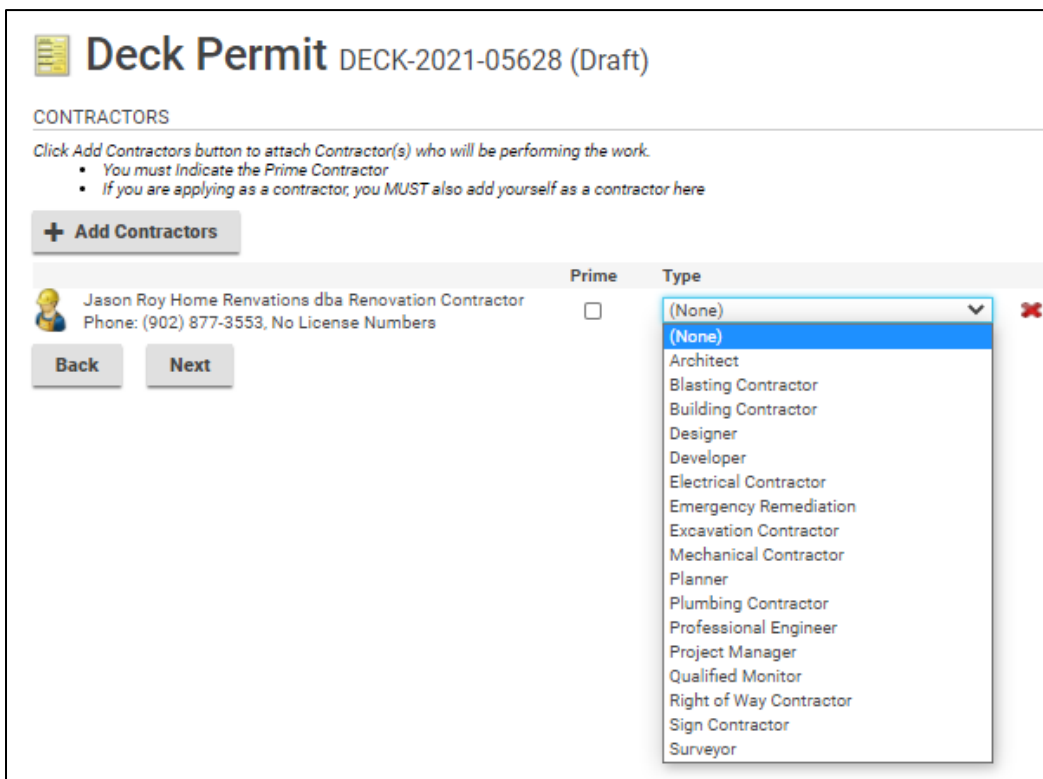 Deck Permit DECK-2021-05628 (Draft)
CONTRACTORS
Click Add Contractors button to attach Contractor(s) who will be performing the work.
• You must Indicate the Prime Contractor
• If you are applying as a contractor, you MUST also add yourself as a contractor here
+ Add Contractors
Prime Type
Jason Roy Home Renvations dba Renovation Contractor
Phone: (902) 877-3553, No License Numbers
(None)
Back Next
(None)
Architect
Blasting Contractor
Building Contractor
Designer
Developer
Electrical Contractor
Emergency Remediation
Excavation Contractor
Mechanical Contractor
Planner
Plumbing Contractor
Professional Engineer
Project Manager
Qualified Monitor
Right of Way Contractor
Sign Contractor
Surveyor